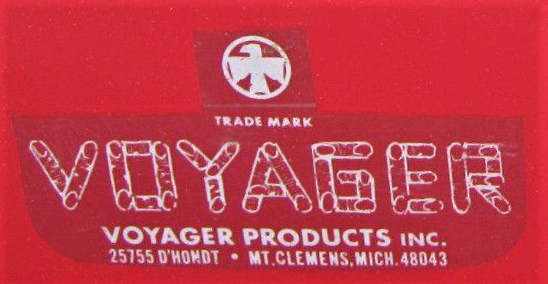 TRADE MARK
VOYAGER
VOYAGER PRODUCTS INC.
25755 D'HONDT • MT. CLEMENS, MICH. 48043